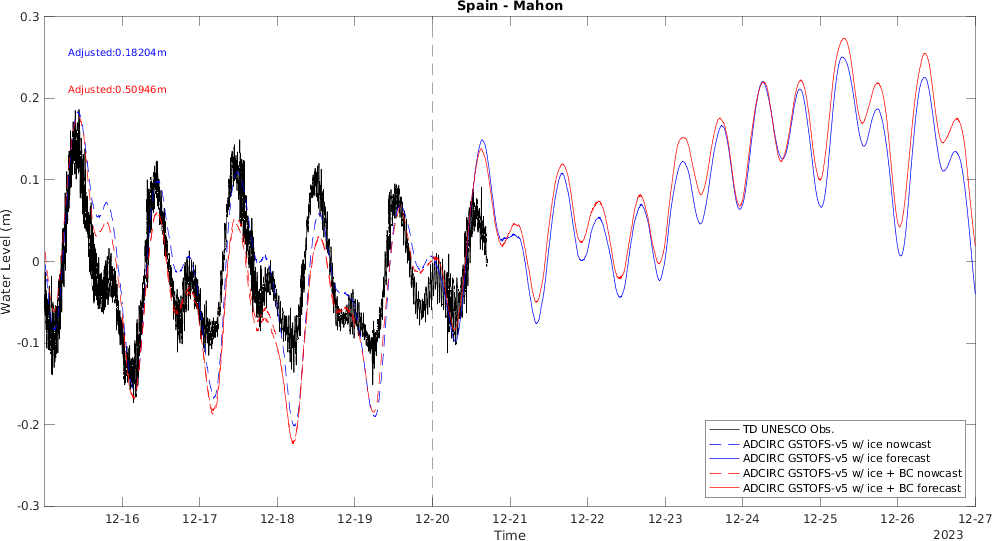 Spain - Mahon
0.3
0.2
0.1
0
-0.1
-0.2
-0.3
Water Level (m)
Adjusted:0.18204m
Adjusted:0.50946m
TD UNESCO Obs.
ADCIRC GSTOFS-v5 w/ ice nowcast
ADCIRC GSTOFS-v5 w/ ice forecast
ADCIRC GSTOFS-v5 w/ ice + BC nowcast
ADCIRC GSTOFS-v5 w/ ice + BC forecast
12-16 12-17 12-18 12-19 12-20 12-21 12-22 12-23 12-24 12-25 12-26 12-27
Time
2023